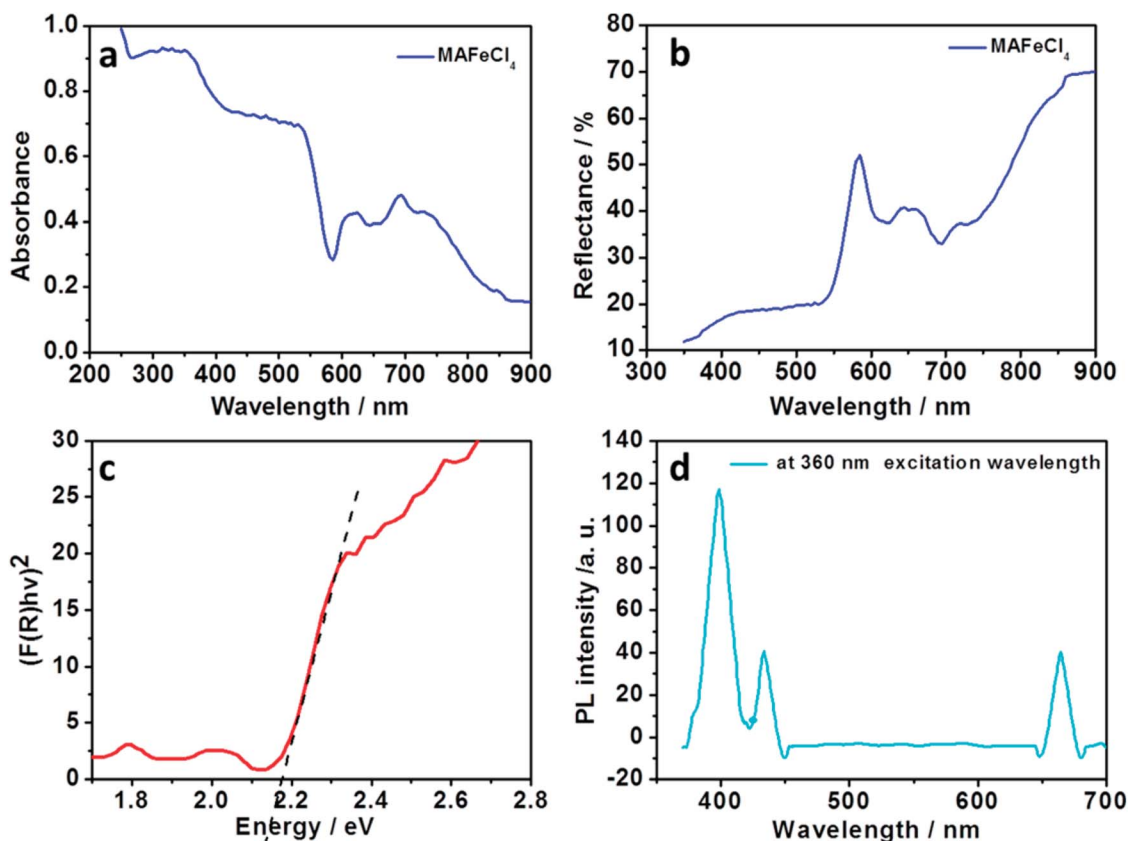 a
MAFeCl₄
Absorbance
1.0
0.8
0.6
0.4
0.2
0.0
200 300 400 500 600 700 800 900
Wavelength / nm
b
MAFeCl₄
Reflectance / %
80
70
60
50
40
30
20
10
300 400 500 600 700 800 900
Wavelength / nm
c
(F(R)hv)²
30
25
20
15
10
5
0
1.8 2.0 2.2 2.4 2.6 2.8
Energy / eV
d
at 360 nm excitation wavelength
PL intensity /a. u.
140
120
100
80
60
40
20
0
-20
400 500 600 700
Wavelength / nm